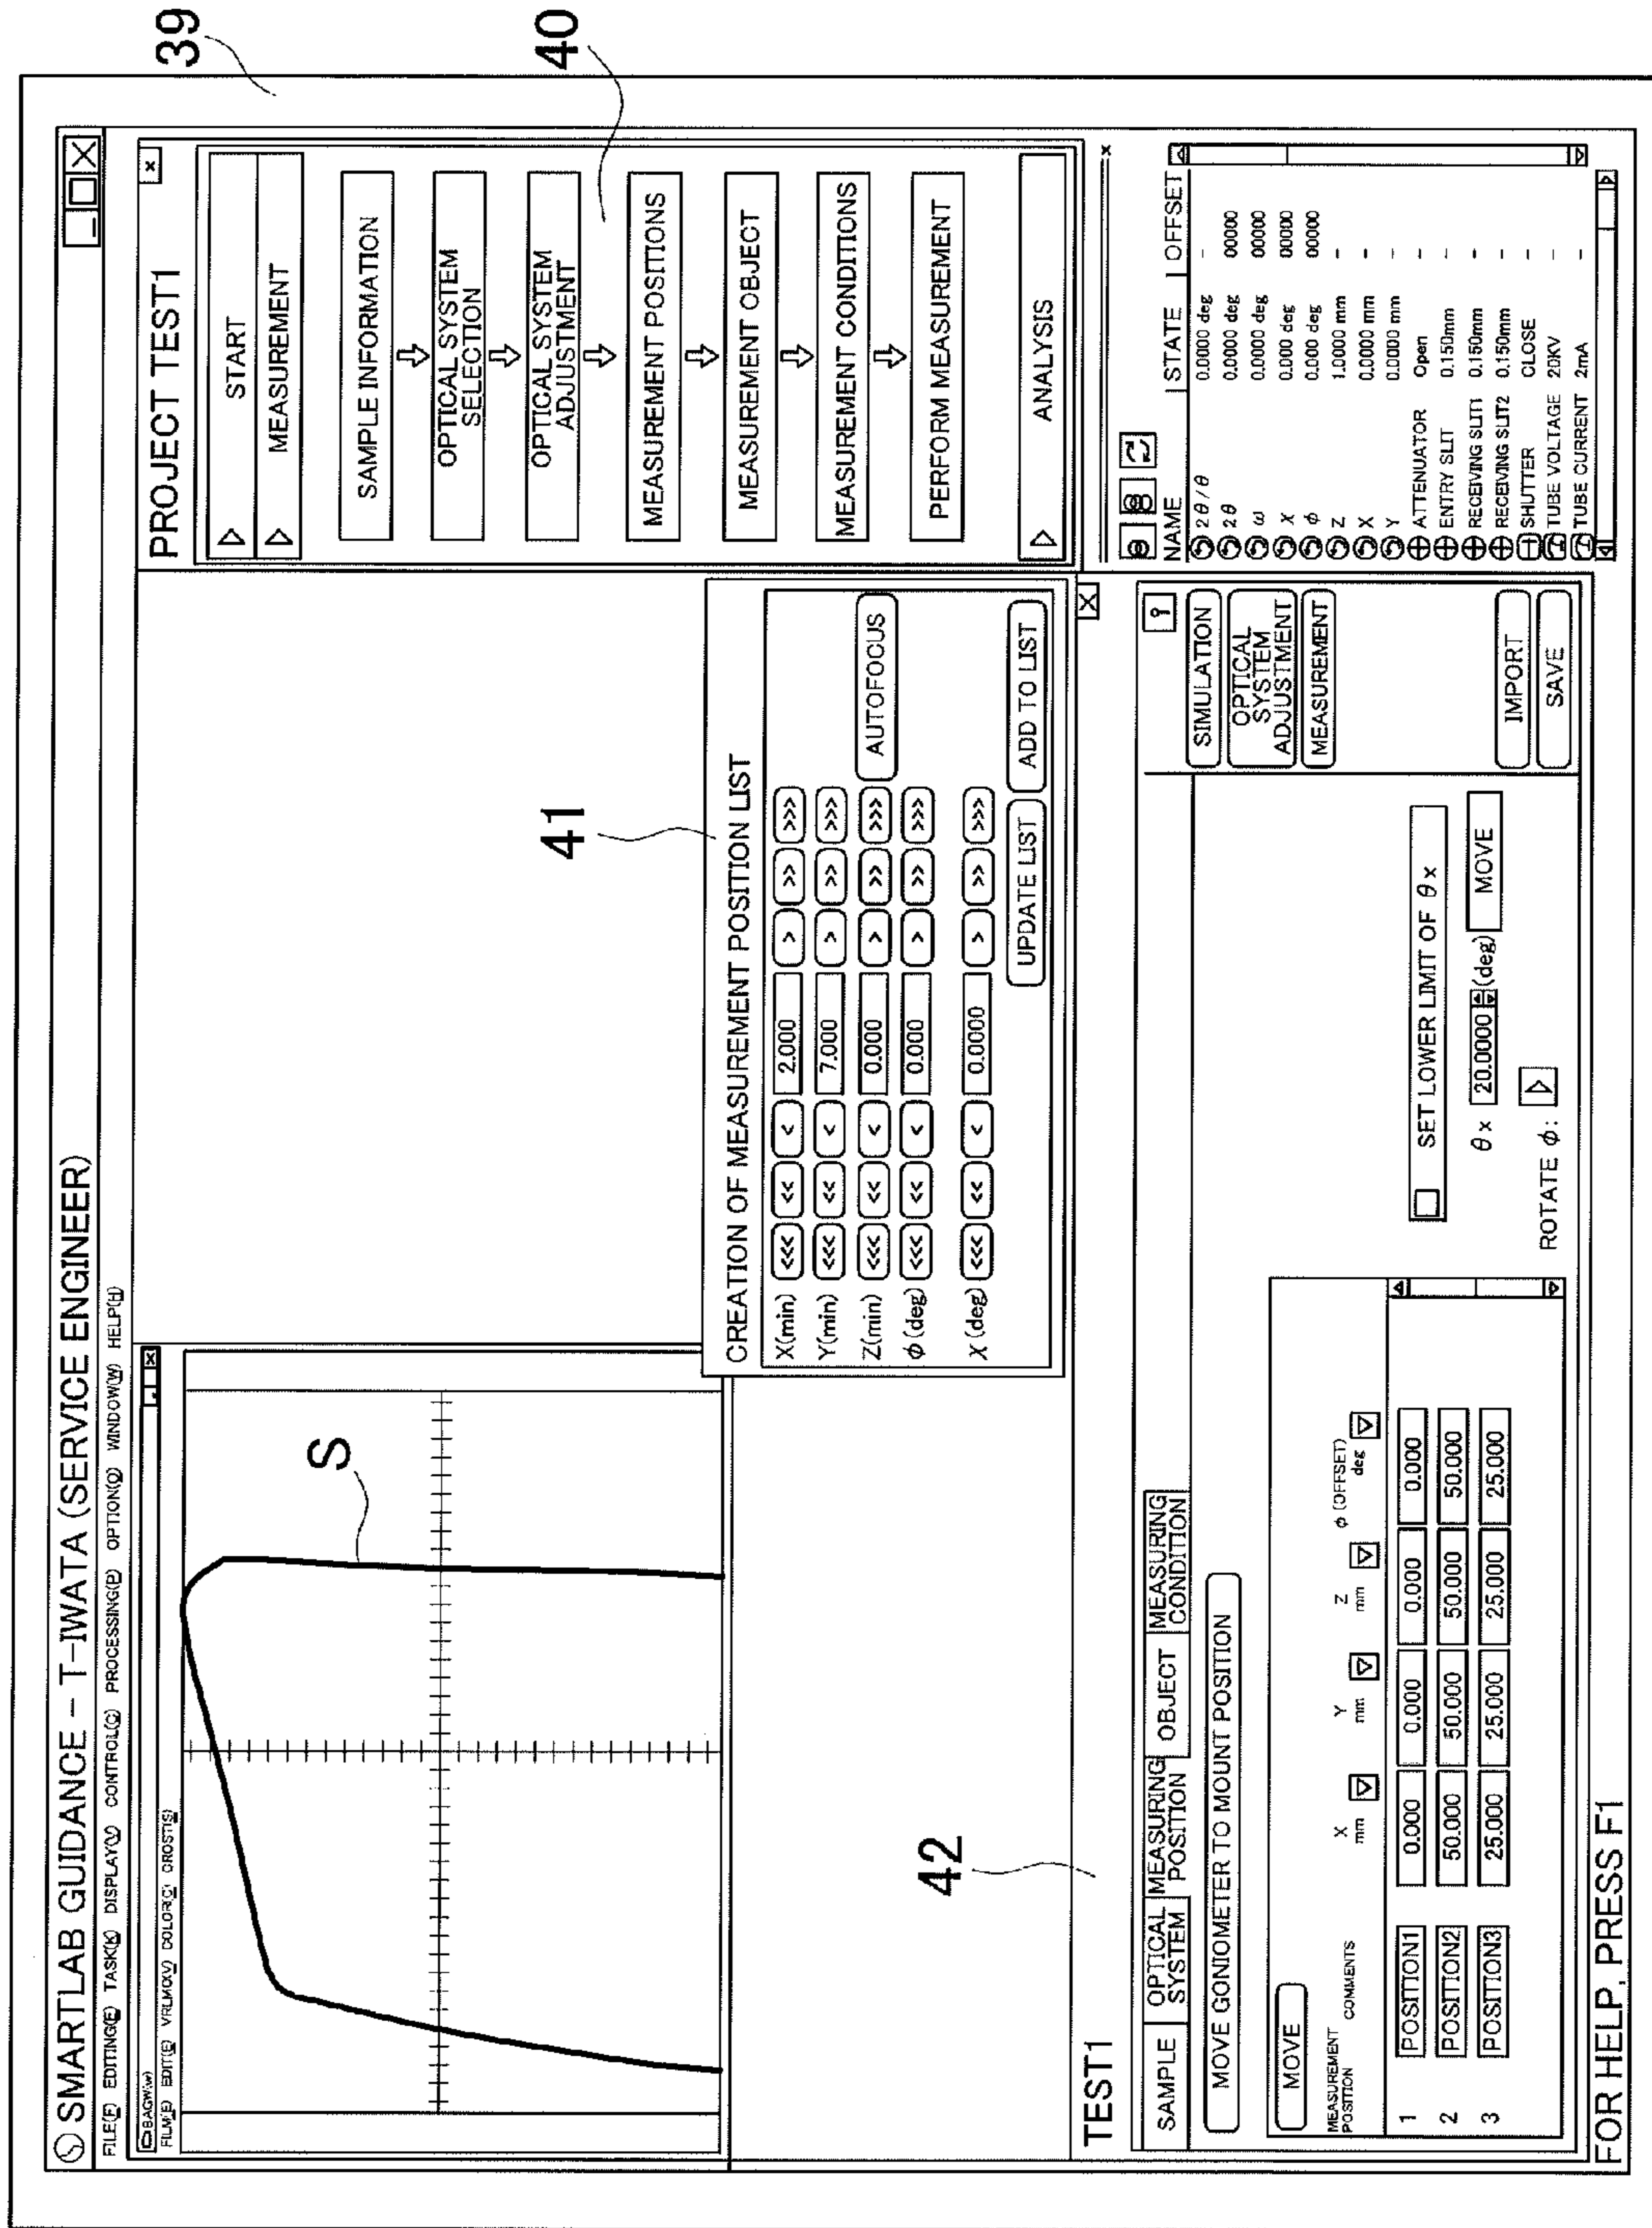 39
SMARTLAB GUIDANCE - T-IWATA (SERVICE ENGINEER)
FILE(F) EDITING(E) TASK(K) DISPLAY(V) CONTROL(C) PROCESSING(P) OPTION(O) WINDOW(W) HELP(H)
BAGW(w)
FILM(F) EDIT(E) VRLMO(V) DOLOR(C) CROST(S)
S
41
CREATION OF MEASUREMENT POSITION LIST
X(min) <<< << < 2.000 > >> >>>
Y(min) <<< << < 7.000 > >> >>>
Z(min) <<< << < 0.000 > >> >>> AUTOFOCUS
φ(deg) <<< << < 0.000 > >> >>>
χ(deg) <<< << < 0.0000 > >> >>>
UPDATE LIST ADD TO LIST
PROJECT TEST1
START
MEASUREMENT
SAMPLE INFORMATION
OPTICAL SYSTEM
SELECTION
OPTICAL SYSTEM
ADJUSTMENT
40
MEASUREMENT POSITIONS
MEASUREMENT OBJECT
MEASUREMENT CONDITIONS
PERFORM MEASUREMENT
ANALYSIS
NAME STATE OFFSET
2θ/θ 0.0000 deg -
2θ 0.0000 deg 00000
ω 0.0000 deg 00000
χ 0.000 deg 00000
φ 0.000 deg 00000
Z 1.0000 mm -
X 0.0000 mm -
Y 0.0000 mm -
ATTENUATOR Open -
ENTRY SLIT 0.150mm -
RECEIVING SLIT1 0.150mm -
RECEIVING SLIT2 0.150mm -
SHUTTER CLOSE -
TUBE VOLTAGE 20KV -
TUBE CURRENT 2mA -
42
TEST1
SAMPLE
OPTICAL
SYSTEM
MEASURING
POSITION
OBJECT
MEASURING
CONDITION
?
MOVE GONIOMETER TO MOUNT POSITION
MOVE
MEASUREMENT
POSITION
COMMENTS
X
mm
Y
mm
Z
mm
φ (OFFSET)
deg
1 POSITION1 0.000 0.000 0.000 0.000
2 POSITION2 50.000 50.000 50.000 50.000
3 POSITION3 25.000 25.000 25.000 25.000
SET LOWER LIMIT OF θx
θx 20.0000 (deg) MOVE
ROTATE φ:
SIMULATION
OPTICAL
SYSTEM
ADJUSTMENT
MEASUREMENT
IMPORT
SAVE
FOR HELP, PRESS F1